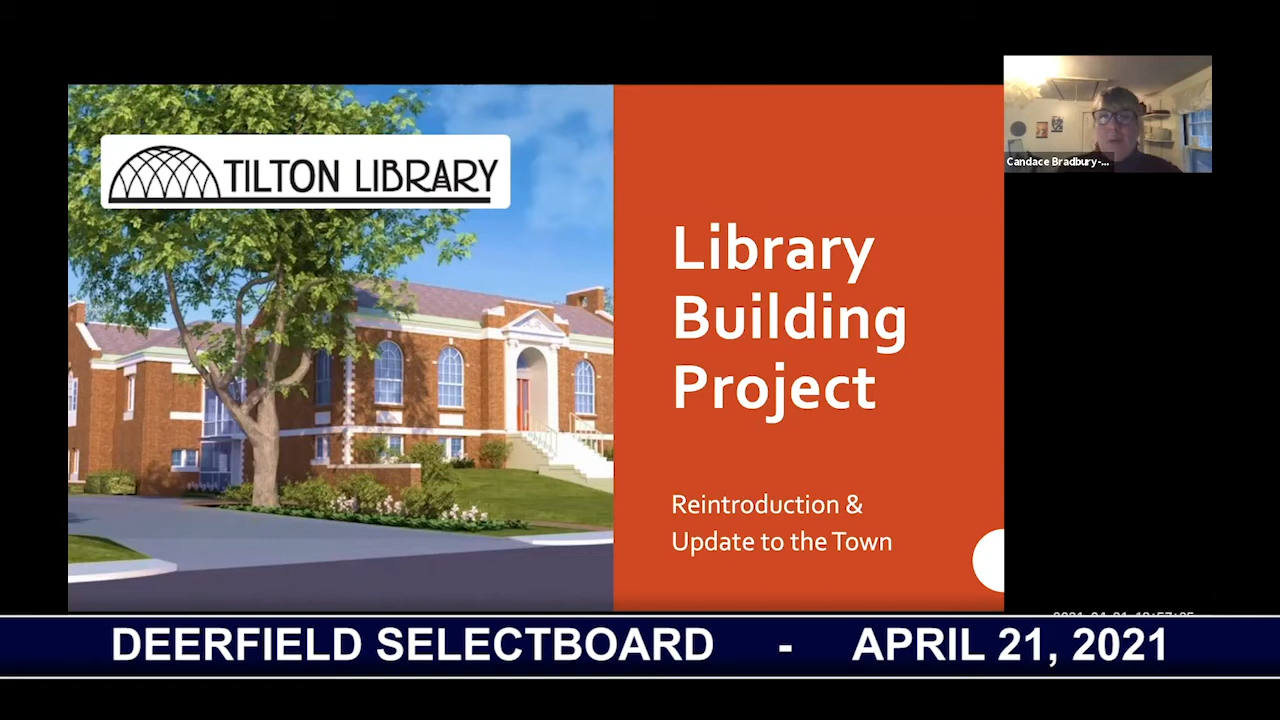 TILTON LIBRARY
Library
Building
Project
Reintroduction &
Update to the Town
Candace Bradbury-...
DEERFIELD SELECTBOARD - APRIL 21, 2021